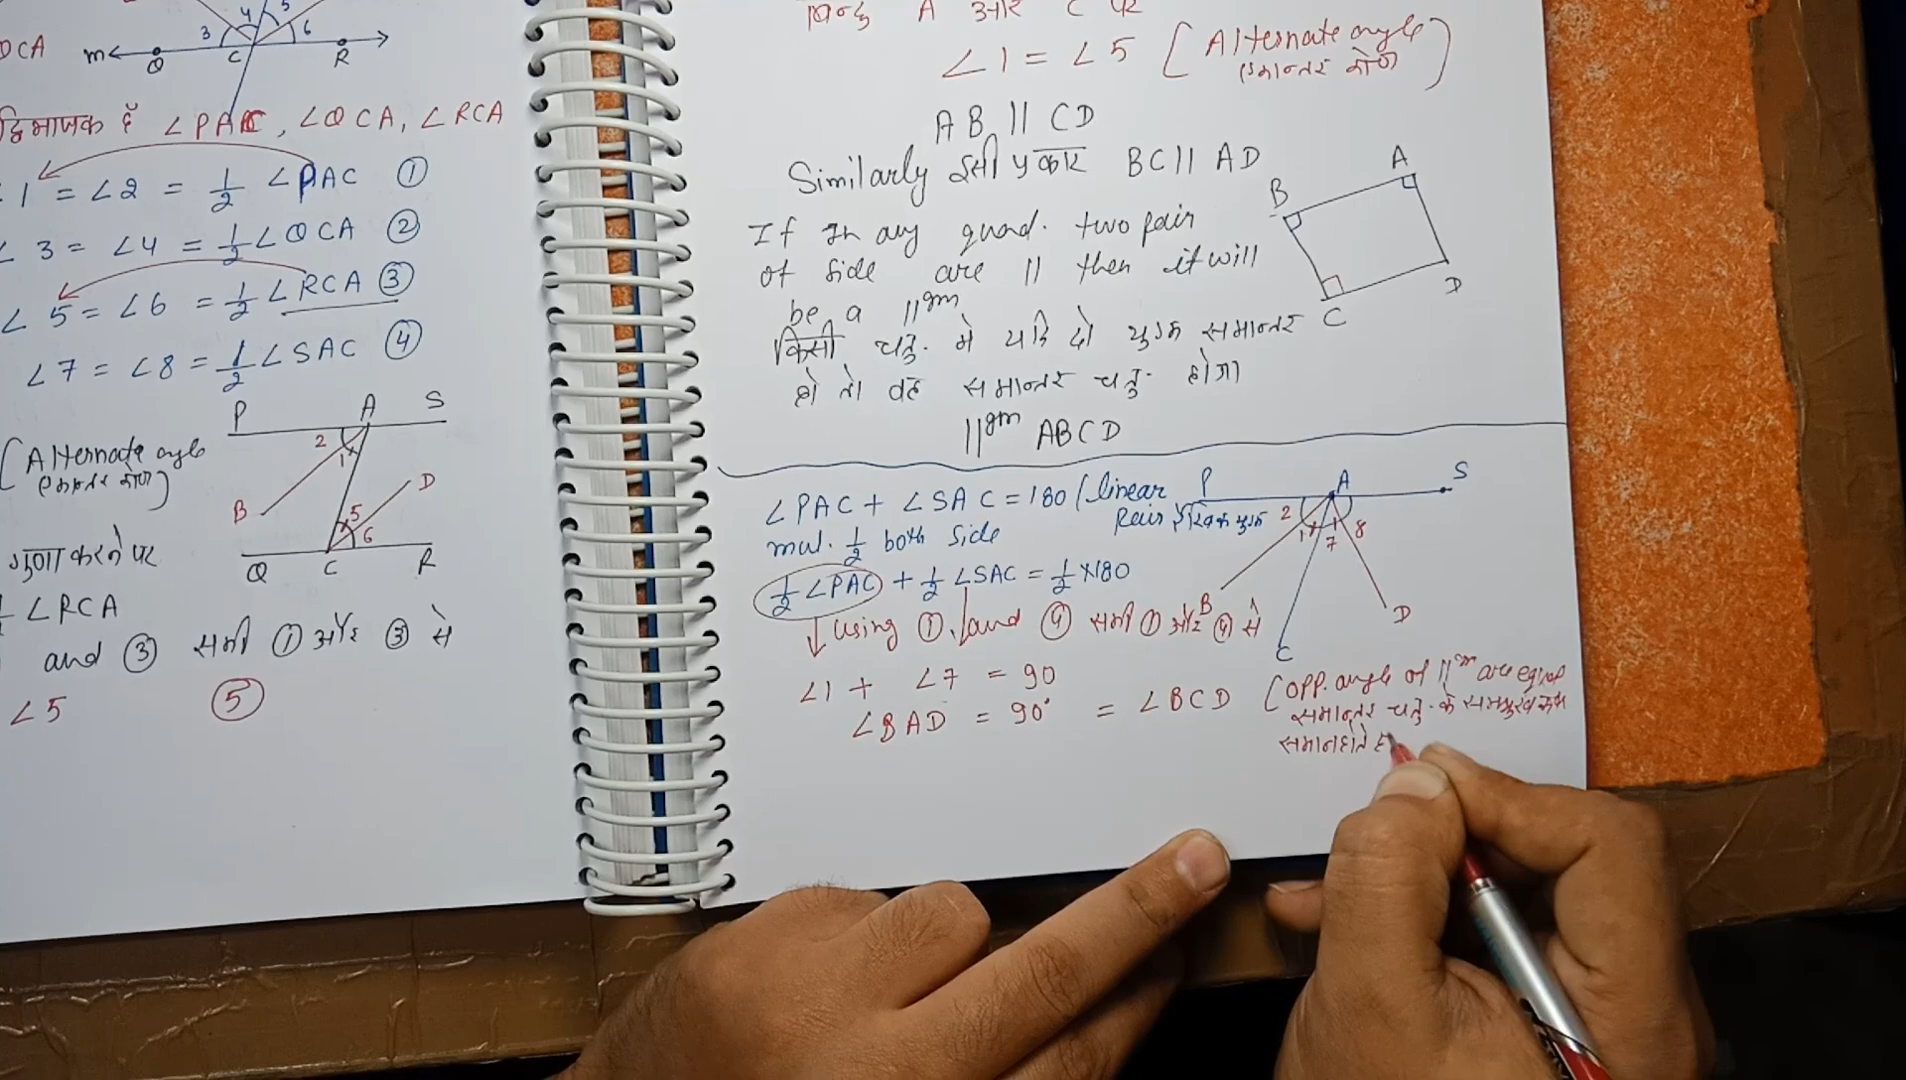 4 5
3 6
OCA
m Q C R
द्विभाजक हैं ∠PAC, ∠QCA, ∠RCA
1 = ∠2 = 1/2 ∠PAC ①
∠3 = ∠4 = 1/2 ∠QCA ②
∠5 = ∠6 = 1/2 ∠RCA ③
∠7 = ∠8 = 1/2 ∠SAC ④
P A S
2 1
[Alternate angle
एकान्तर कोण)
B D
5 6
Q C R
गुणा करने पर
∠RCA
and ③ समी ① और ③ से
∠5 ⑤
बिन्दु A और C पर
∠1 = ∠5 [Alternate angle
एकान्तर कोण)
AB || CD
Similarly इसी प्रकार BC || AD
If In any quad. two pair
of side are || then it will
be a ||gm
किसी चतु. मे यदि दो युग्म समान्तर
हो तो वह समान्तर चतु. होगा
||gm ABCD
A
B
D
C
∠PAC + ∠SAC = 180 (linear
Pair रैखिक युग्म
mul. 1/2 both side
1/2 ∠PAC + 1/2 ∠SAC = 1/2 × 180
using ① and ④ समी ① और ④ से
∠1 + ∠7 = 90
∠BAD = 90° = ∠BCD (opp. angle of ||gm are equal
समान्तर चतु. के सम्मुख कोण
समान होते ह
P A S
2 1 7 8
B D
C